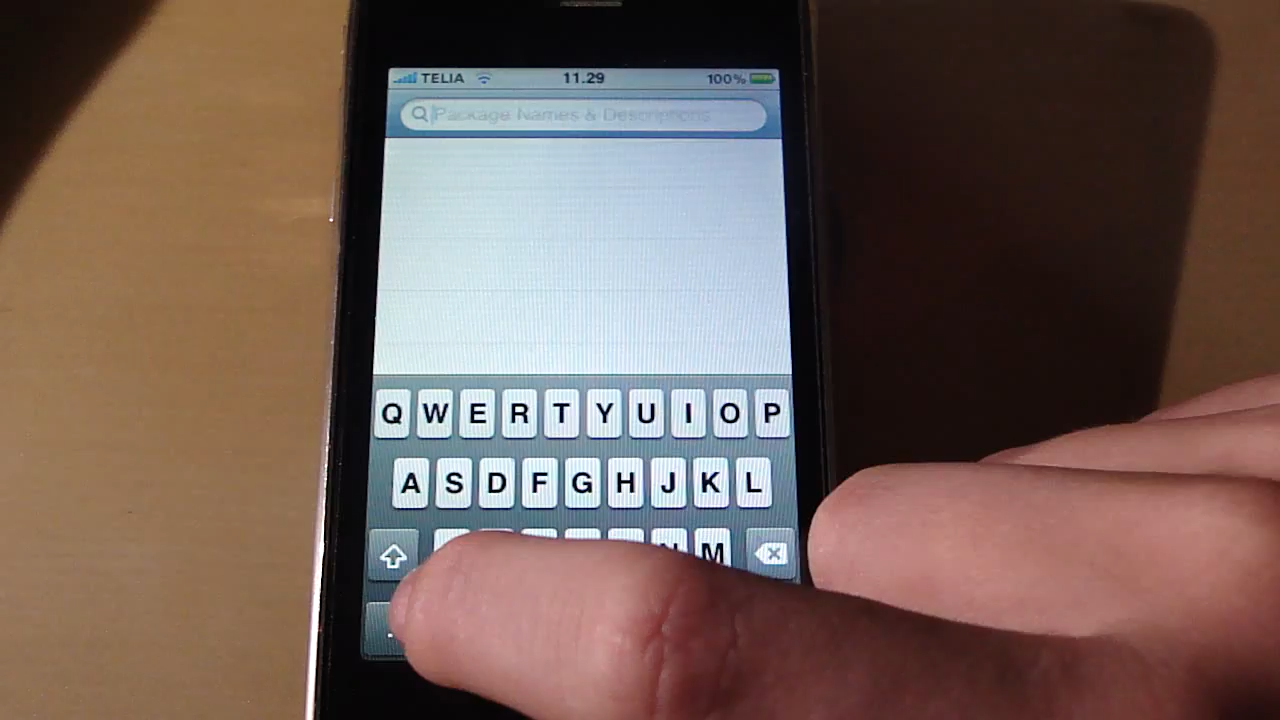 TELIA 11.29 100%
Package Names & Descriptions
Q W E R T Y U I O P
A S D F G H J K L
N M